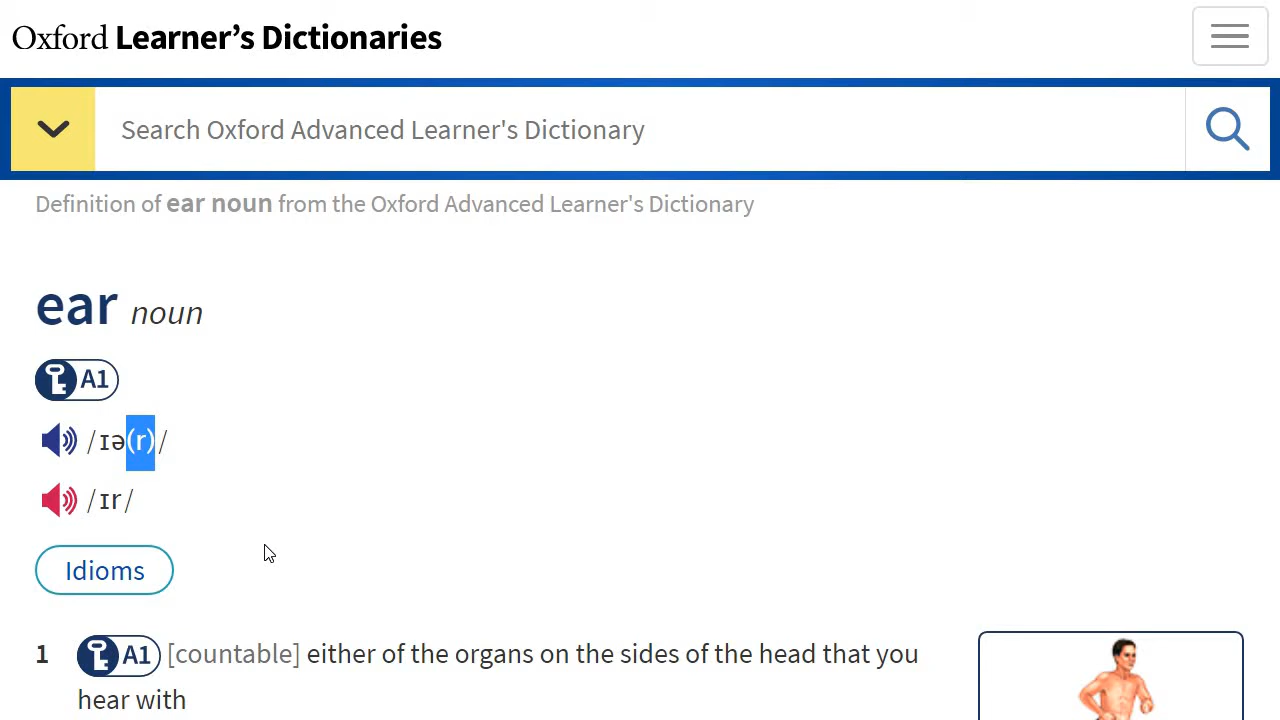 Oxford Learner's Dictionaries
Search Oxford Advanced Learner's Dictionary
Definition of ear noun from the Oxford Advanced Learner's Dictionary
ear noun
A1
/ɪə(r)/
/ɪr/
Idioms
1 A1 [countable] either of the organs on the sides of the head that you
hear with